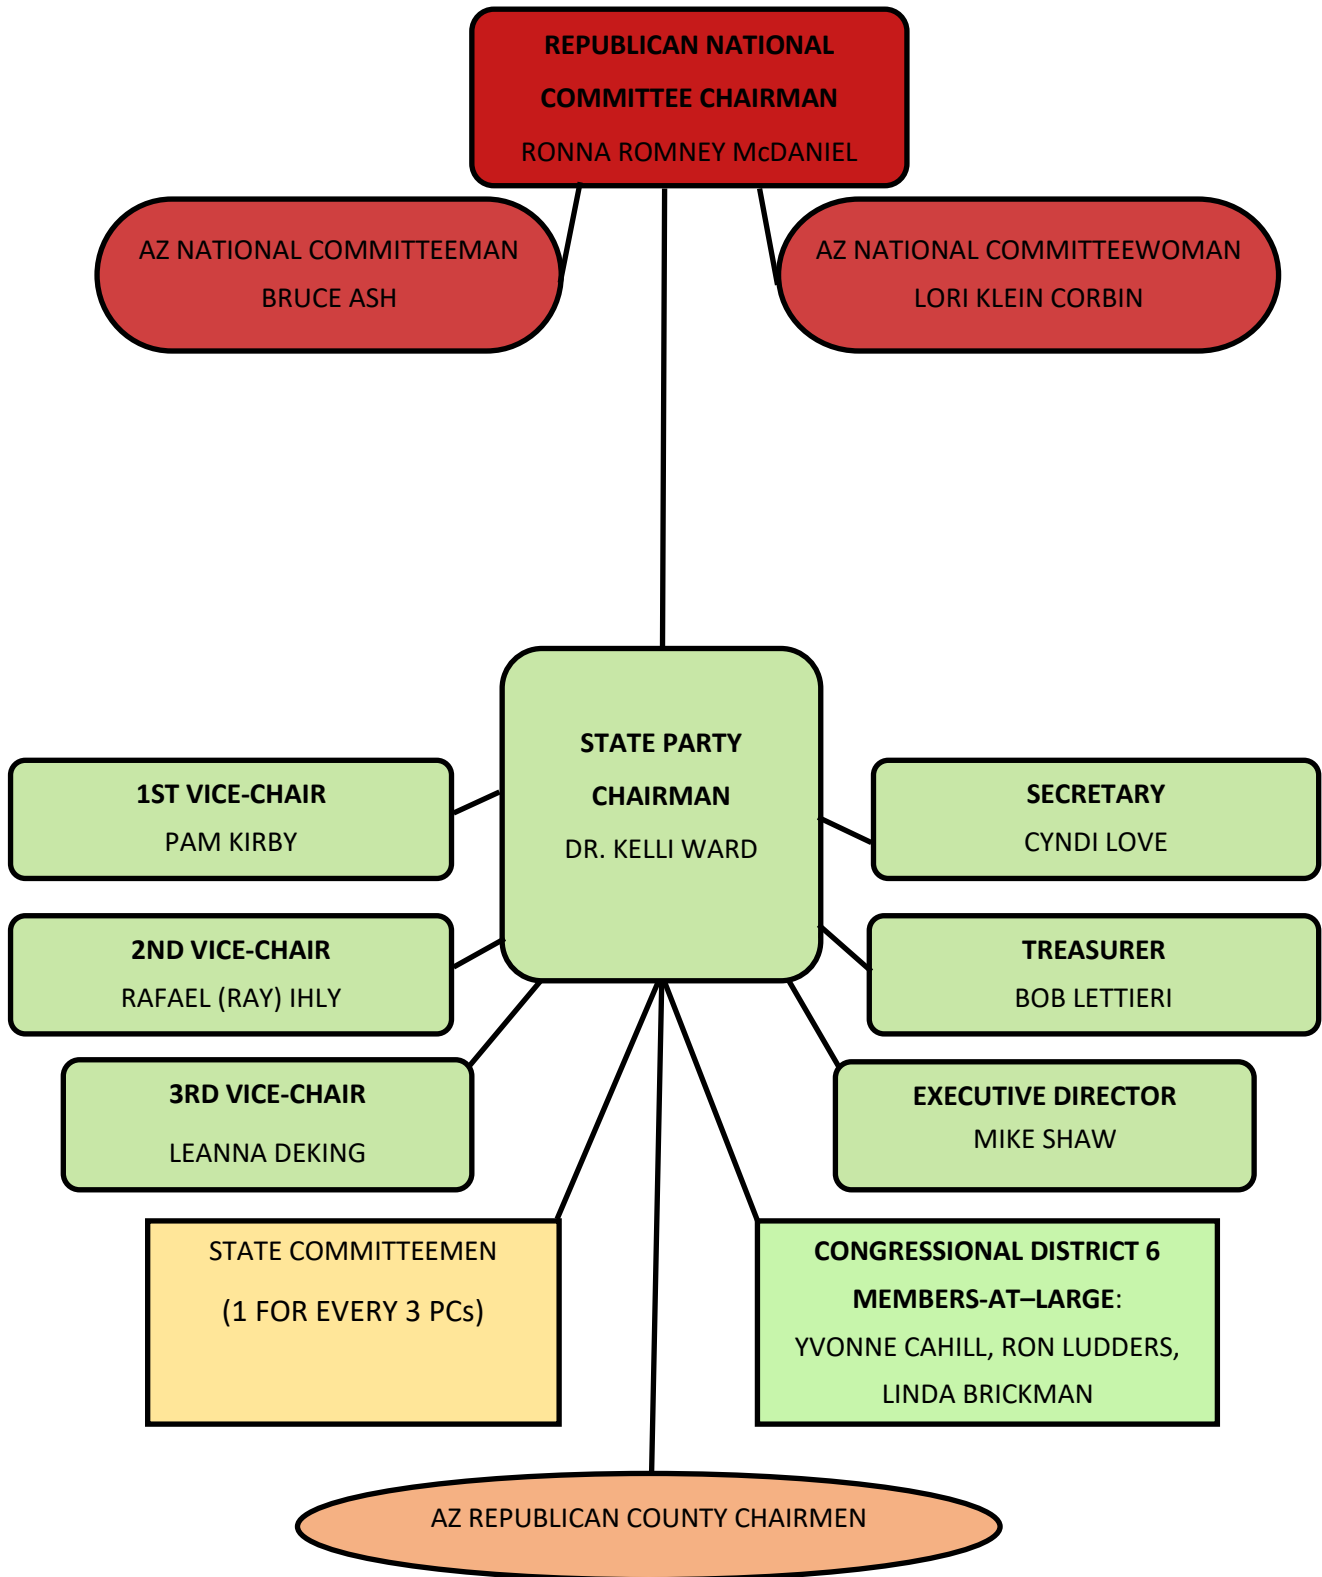 REPUBLICAN NATIONAL
COMMITTEE CHAIRMAN
RONNA ROMNEY McDANIEL
AZ NATIONAL COMMITTEEMAN
BRUCE ASH
AZ NATIONAL COMMITTEEWOMAN
LORI KLEIN CORBIN
STATE PARTY
CHAIRMAN
DR. KELLI WARD
1ST VICE-CHAIR
PAM KIRBY
SECRETARY
CYNDI LOVE
2ND VICE-CHAIR
RAFAEL (RAY) IHLY
TREASURER
BOB LETTIERI
3RD VICE-CHAIR
LEANNA DEKING
EXECUTIVE DIRECTOR
MIKE SHAW
STATE COMMITTEEMEN
(1 FOR EVERY 3 PCs)
CONGRESSIONAL DISTRICT 6
MEMBERS-AT–LARGE:
YVONNE CAHILL, RON LUDDERS,
LINDA BRICKMAN
AZ REPUBLICAN COUNTY CHAIRMEN